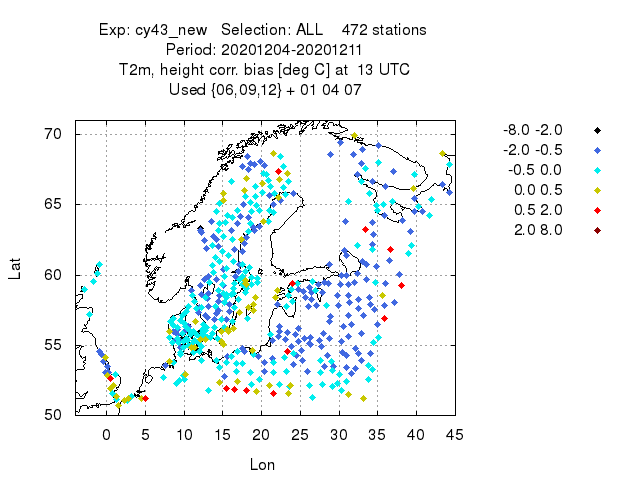 Exp: cy43_new   Selection: ALL    472 stations
Period: 20201204-20201211
T2m, height corr. bias [deg C] at  13 UTC
Used {06,09,12} + 01 04 07
-8.0 -2.0
-2.0 -0.5
-0.5 0.0
0.0 0.5
0.5 2.0
2.0 8.0
70
65
60
55
50
Lat
0 5 10 15 20 25 30 35 40 45
Lon